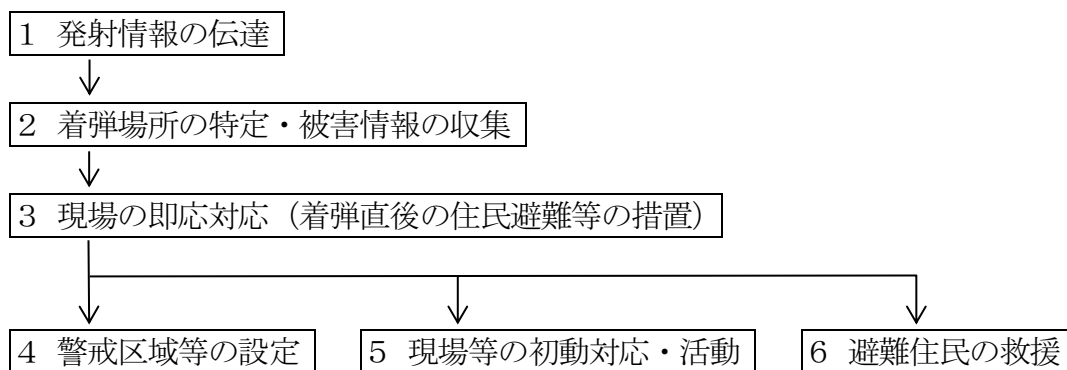 1 発射情報の伝達
2 着弾場所の特定・被害情報の収集
3 現場の即応対応(着弾直後の住民避難等の措置)
4 警戒区域等の設定
5 現場等の初動対応・活動
6 避難住民の救援